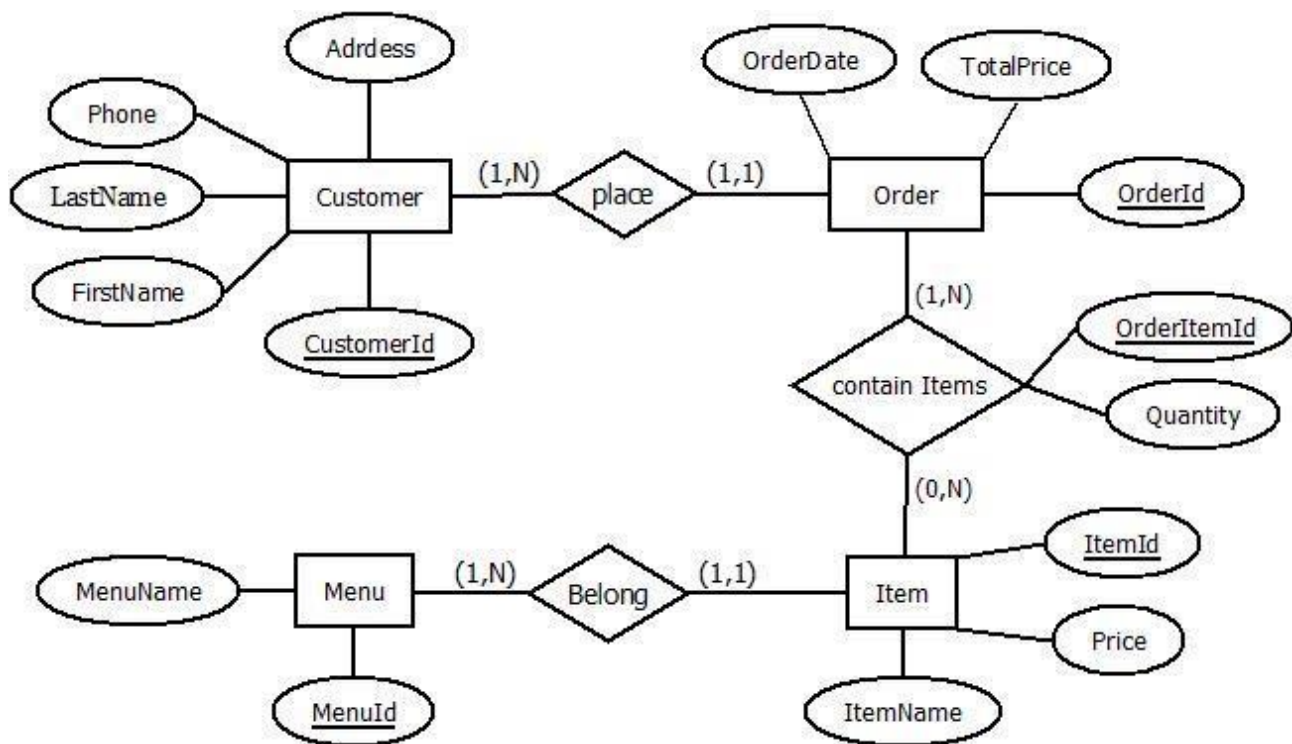 Adrdess
OrderDate
TotalPrice
Phone
LastName
Customer
(1,N)
place
(1,1)
Order
OrderId
FirstName
CustomerId
(1,N)
OrderItemId
contain Items
Quantity
(0,N)
ItemId
MenuName
Menu
(1,N)
Belong
(1,1)
Item
Price
MenuId
ItemName